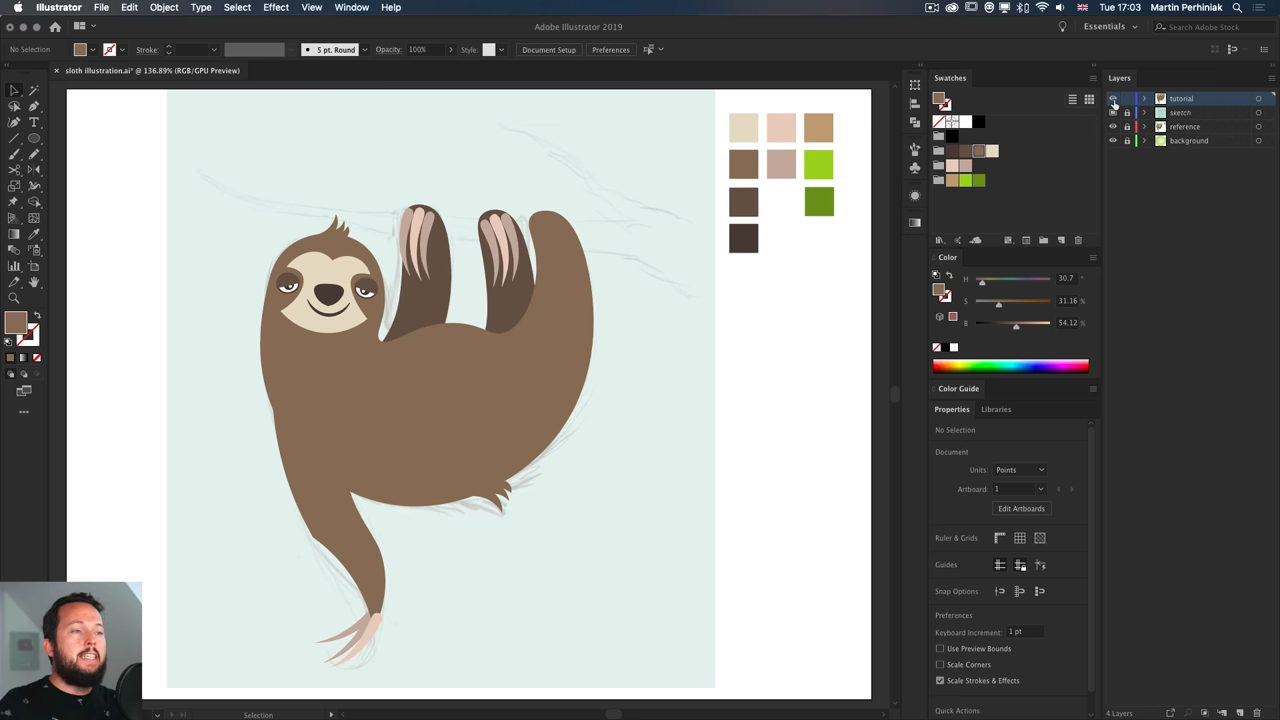 Illustrator File Edit Object Type Select Effect View Window Help
Tue 17:03 Martin Perhiniak
Adobe Illustrator 2019
Essentials
Search Adobe Stock
No Selection
Stroke:
5 pt. Round
Opacity: 100%
Style:
Document Setup
Preferences
× sloth illustration.ai* @ 136.89% (RGB/GPU Preview)
Swatches
Color
H 30.7 °
S 31.16 %
B 54.12 %
Color Guide
Properties Libraries
No Selection
Document
Units: Points
Artboard: 1
Edit Artboards
Ruler & Grids
Guides
Snap Options
Preferences
Keyboard Increment: 1 pt
Use Preview Bounds
Scale Corners
Scale Strokes & Effects
Quick Actions
Layers
tutorial
sketch
reference
background
4 Layers
Selection